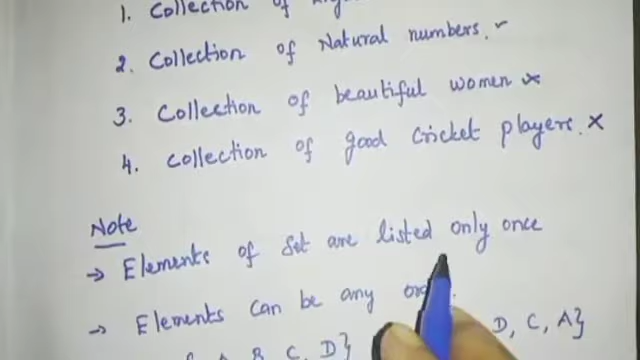 1. Collection of
2. Collection of Natural numbers. ✓
3. Collection of beautiful women ×
4. Collection of good cricket players. ×
Note
→ Elements of Set are listed only once
→ Elements can be any
A, B, C, D} D, C, A}